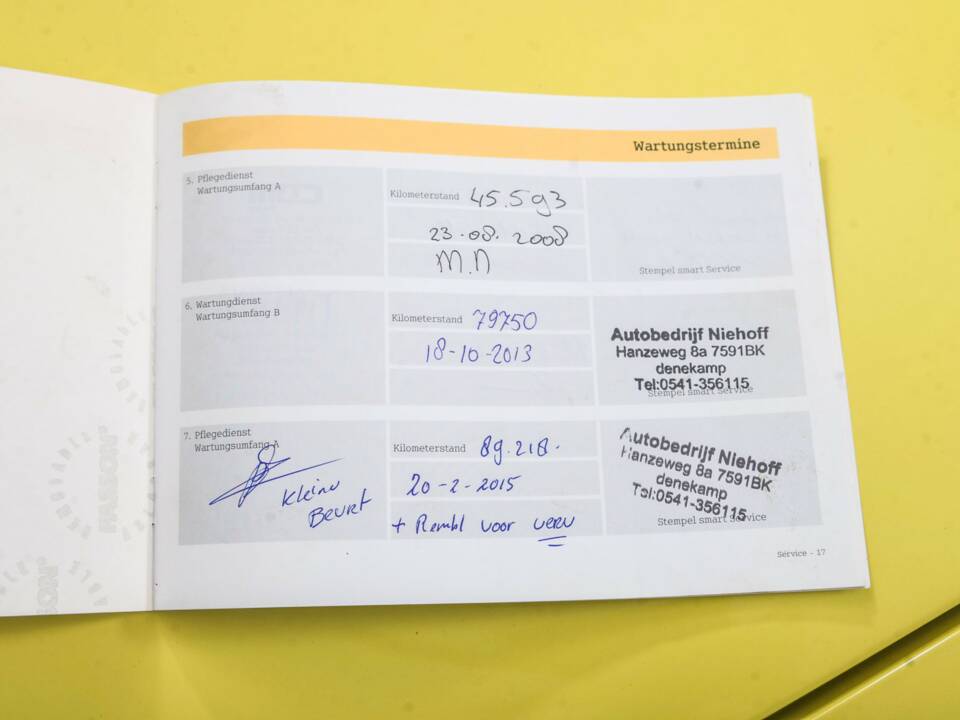 Wartungstermine
5. Pflegedienst
Wartungsumfang A
Kilometerstand 45.593
23.08.2008
M.N
Stempel smart Service
6. Wartungdienst
Wartungsumfang B
Kilometerstand 79750
18-10-2013
Autobedrijf Niehoff
Hanzeweg 8a 7591BK
denekamp
Tel:0541-356115
Stempel smart Service
7. Pflegedienst
Wartungsumfang A
Kleine
Beurt
Kilometerstand 89.218.
20-2-2015
+ Rembl voor verv
Autobedrijf Niehoff
Hanzeweg 8a 7591BK
denekamp
Tel:0541-356115
Stempel smart Service
Service - 17